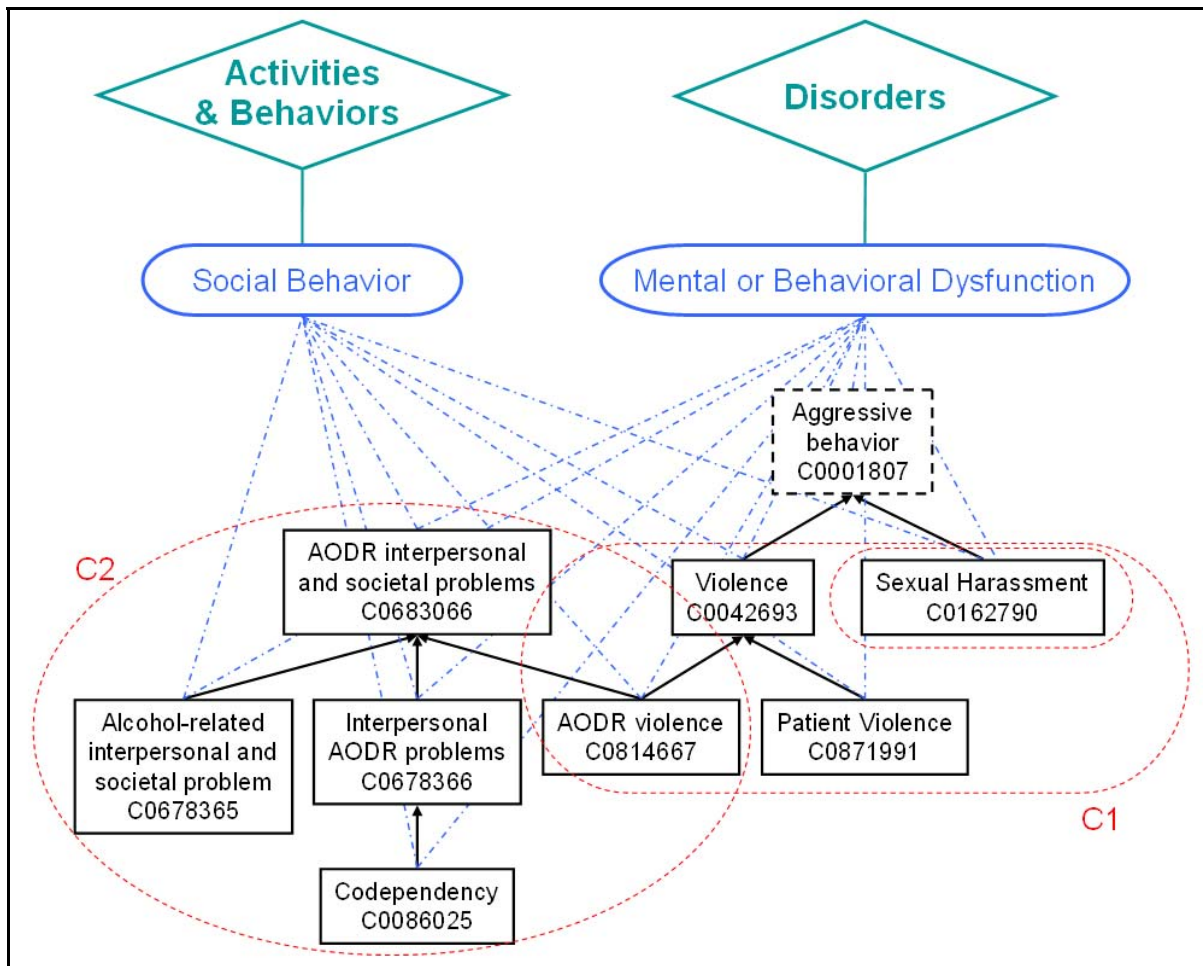 Activities
& Behaviors
Disorders
Social Behavior
Mental or Behavioral Dysfunction
Aggressive
behavior
C0001807
C2
AODR interpersonal
and societal problems
C0683066
Violence
C0042693
Sexual Harassment
C0162790
Alcohol-related
interpersonal and
societal problem
C0678365
Interpersonal
AODR problems
C0678366
AODR violence
C0814667
Patient Violence
C0871991
C1
Codependency
C0086025